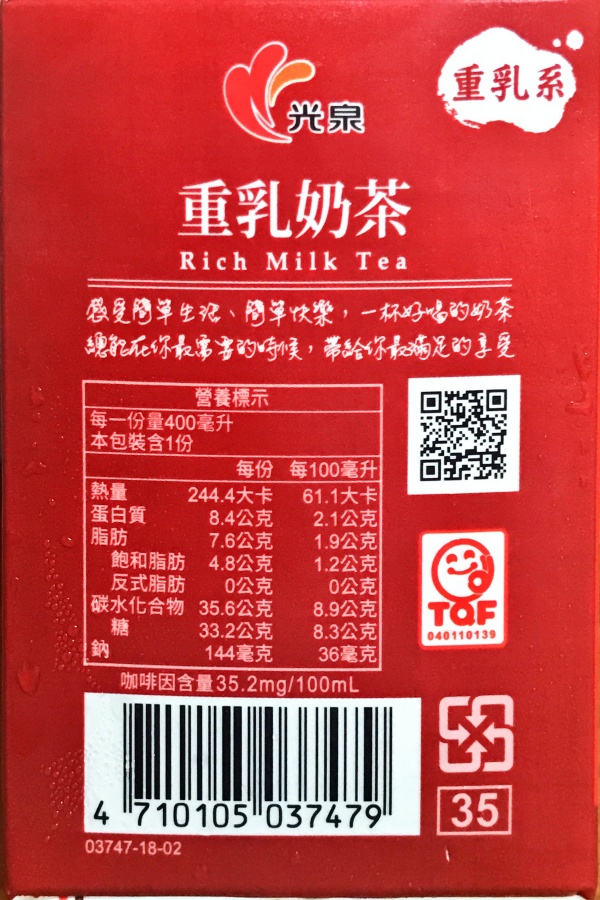 重乳系
光泉
重乳奶茶
Rich Milk Tea
感受簡單生活、簡單快樂，一杯好喝的奶茶
總能在你最需要的時候，帶給你最滿足的享受
營養標示
每一份量400毫升
本包裝含1份
每份 每100毫升
熱量 244.4大卡 61.1大卡
蛋白質 8.4公克 2.1公克
脂肪 7.6公克 1.9公克
飽和脂肪 4.8公克 1.2公克
反式脂肪 0公克 0公克
碳水化合物 35.6公克 8.9公克
糖 33.2公克 8.3公克
鈉 144毫克 36毫克
咖啡因含量35.2mg/100mL
TQF
040110139
4 710105 037479
35
03747-18-02